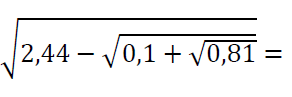 √(2,44 − √(0,1 + √(0,81))) =